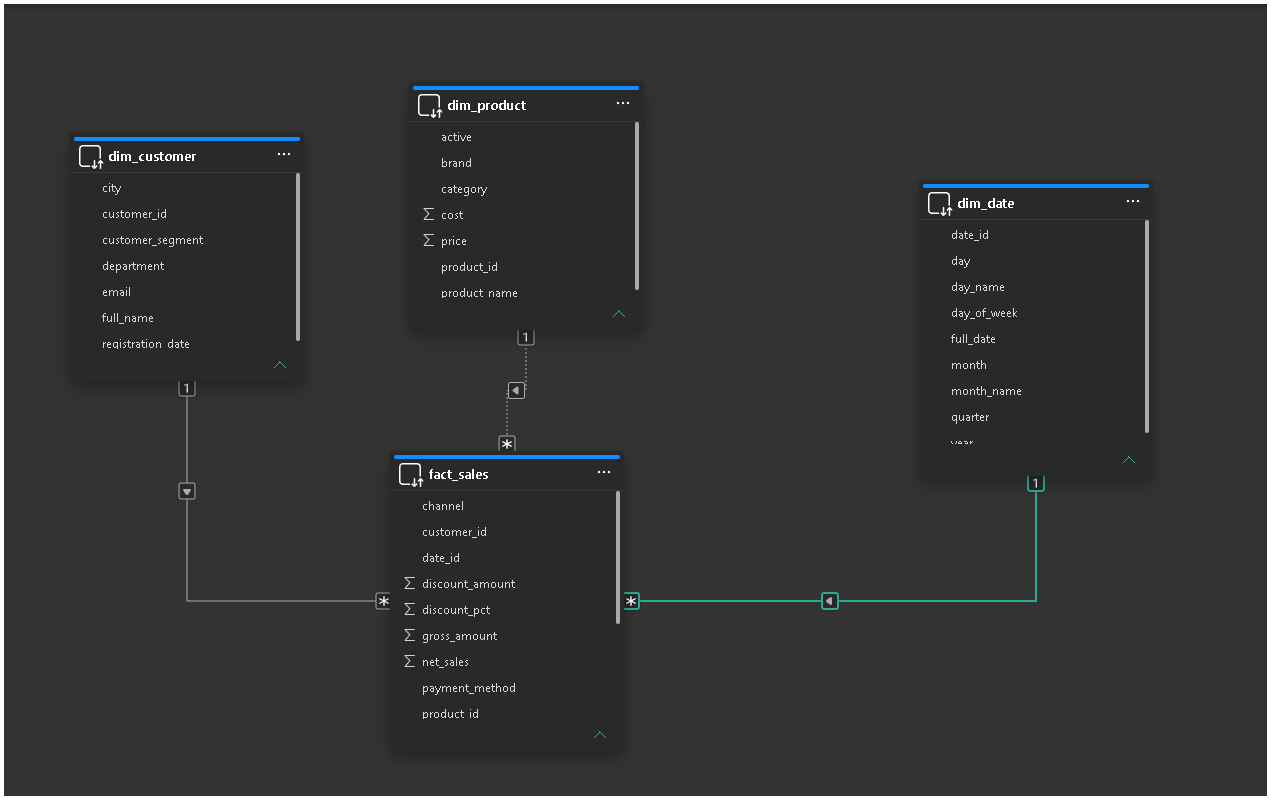 dim_product
active
brand
category
Σ cost
Σ price
product_id
product_name
dim_customer
city
customer_id
customer_segment
department
email
full_name
registration_date
dim_date
date_id
day
day_name
day_of_week
full_date
month
month_name
quarter
year
1
1
*
1
fact_sales
channel
customer_id
date_id
Σ discount_amount
Σ discount_pct
Σ gross_amount
Σ net_sales
payment_method
product_id
*
*